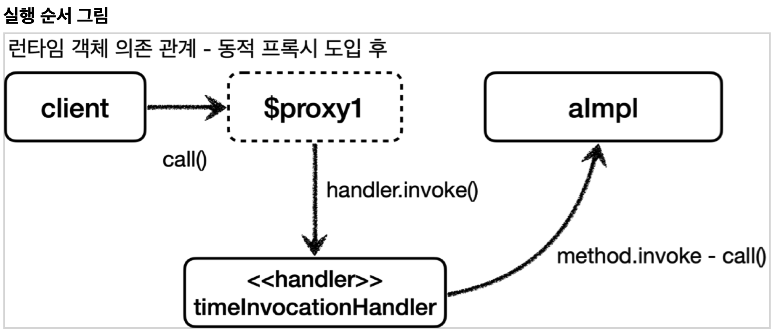 실행 순서 그림
런타임 객체 의존 관계 - 동적 프록시 도입 후
client
$proxy1
aImpl
call()
handler.invoke()
method.invoke - call()
<<handler>>
timeInvocationHandler